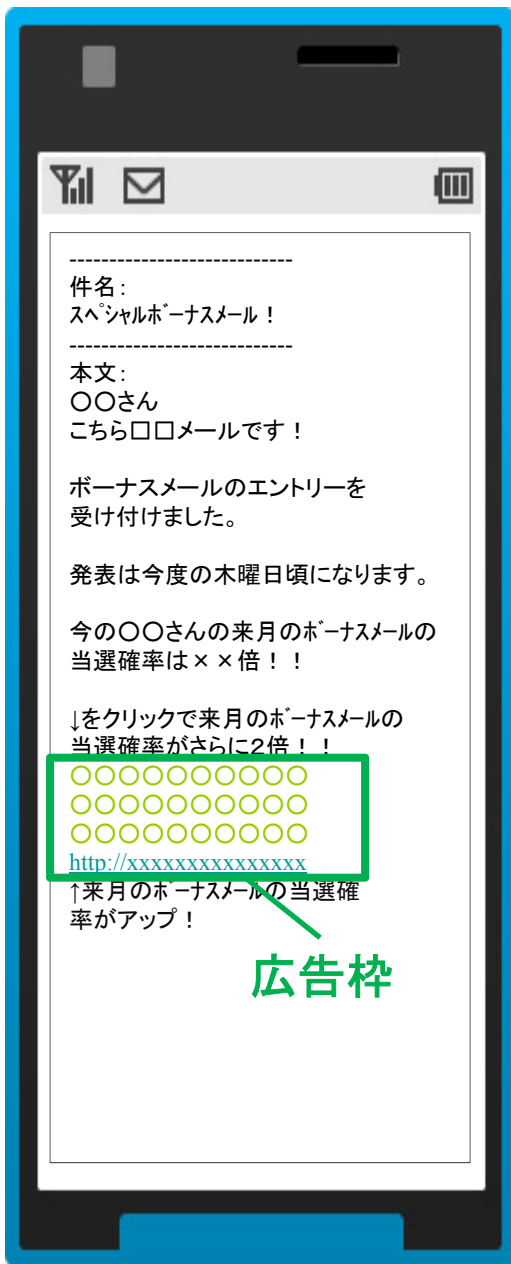 ---------------------------
件名：
ｽﾍﾟｼｬﾙﾎﾞｰﾅｽﾒｰﾙ！
---------------------------
本文：
〇〇さん
こちら□□メールです！
ボーナスメールのエントリーを
受け付けました。
発表は今度の木曜日頃になります。
今の〇〇さんの来月のﾎﾞｰﾅｽﾒｰﾙの
当選確率は××倍！！
↓をクリックで来月のﾎﾞｰﾅｽﾒｰﾙの
当選確率がさらに２倍！！
〇〇〇〇〇〇〇〇〇〇
〇〇〇〇〇〇〇〇〇〇
〇〇〇〇〇〇〇〇〇〇
http://xxxxxxxxxxxxxxx
↑来月のﾎﾞｰﾅｽﾒｰﾙの当選確
率がアップ！
広告枠